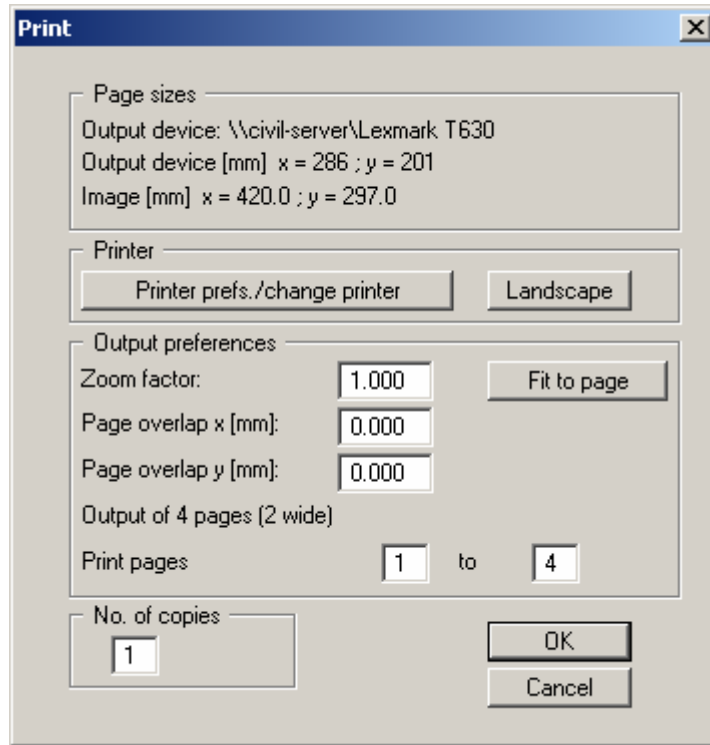 Print
Page sizes
Output device: \\civil-server\Lexmark T630
Output device [mm] x = 286 ; y = 201
Image [mm] x = 420.0 ; y = 297.0
Printer
Printer prefs./change printer Landscape
Output preferences
Zoom factor: 1.000 Fit to page
Page overlap x [mm]: 0.000
Page overlap y [mm]: 0.000
Output of 4 pages (2 wide)
Print pages 1 to 4
No. of copies
1
OK
Cancel